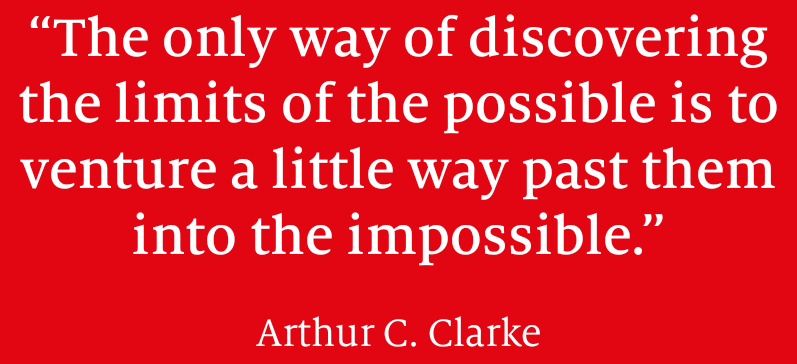 “The only way of discovering
the limits of the possible is to
venture a little way past them
into the impossible.”
Arthur C. Clarke